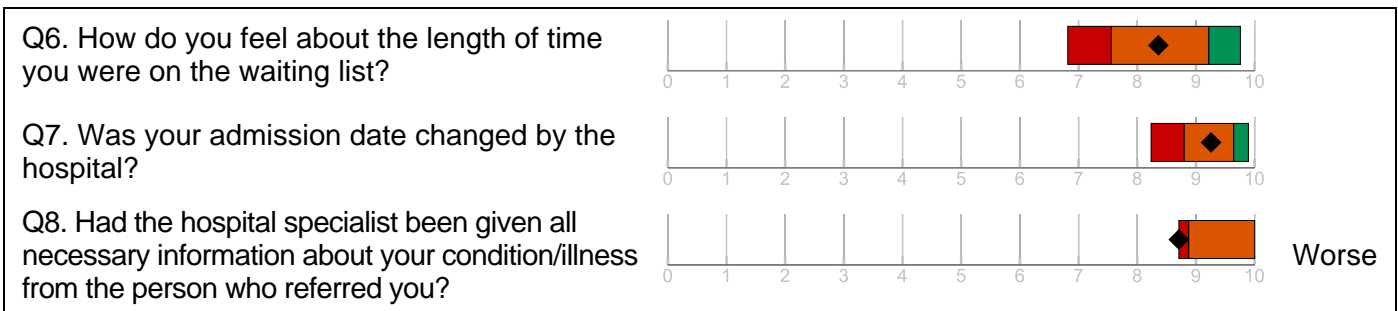 Q6. How do you feel about the length of time
you were on the waiting list?
0 1 2 3 4 5 6 7 8 9 10
Q7. Was your admission date changed by the
hospital?
0 1 2 3 4 5 6 7 8 9 10
Q8. Had the hospital specialist been given all
necessary information about your condition/illness
from the person who referred you?
0 1 2 3 4 5 6 7 8 9 10
Worse